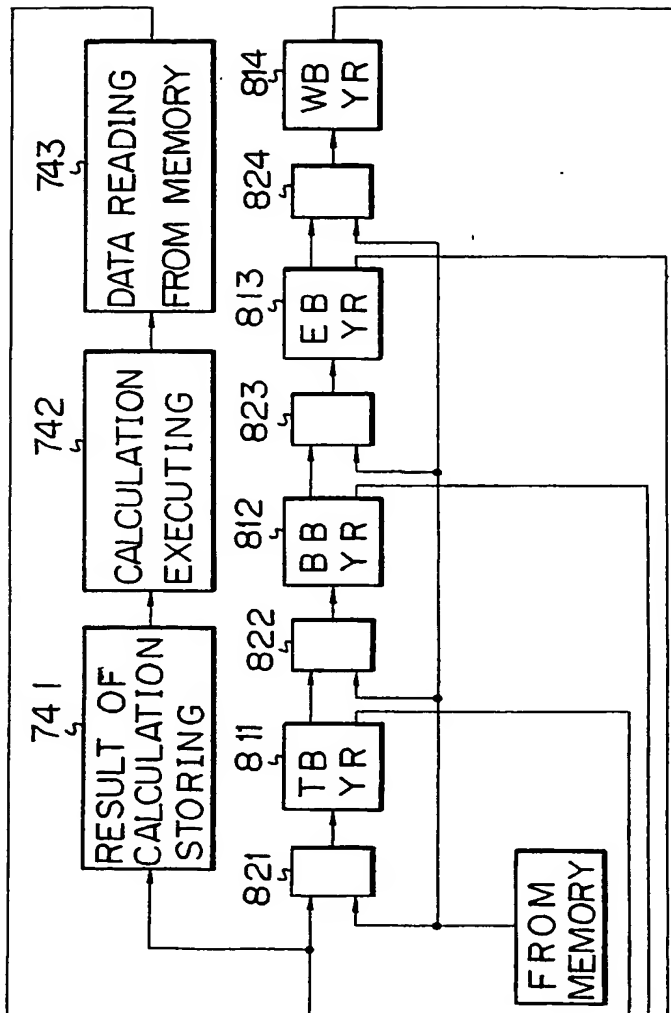 741
RESULT OF
CALCULATION
STORING
742
CALCULATION
EXECUTING
743
DATA READING
FROM MEMORY
821
811
TB
YR
822
812
BB
YR
823
813
EB
YR
824
814
WB
YR
FROM
MEMORY